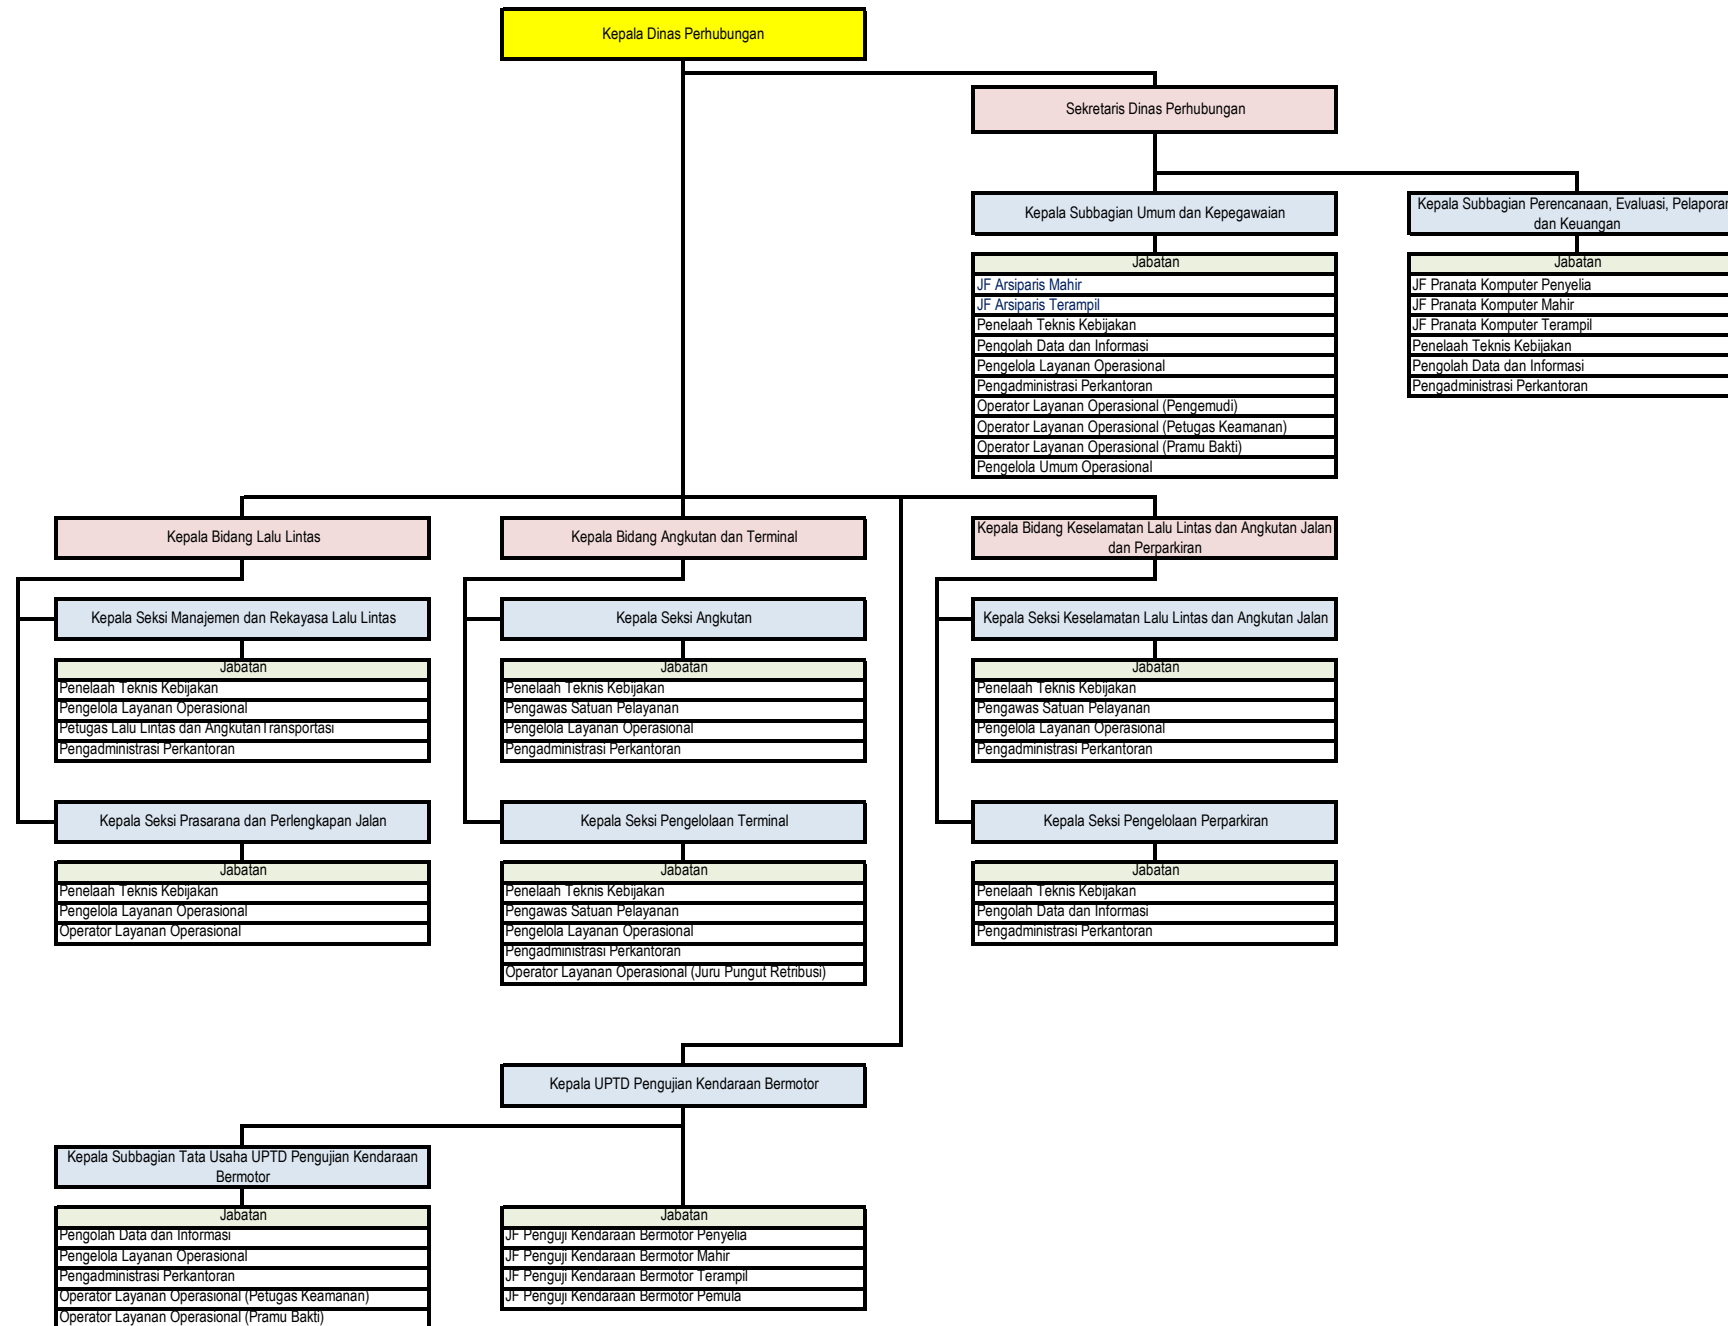 Kepala Dinas Perhubungan
Sekretaris Dinas Perhubungan
Kepala Subbagian Umum dan Kepegawaian
Jabatan
JF Arsiparis Mahir
JF Arsiparis Terampil
Penelaah Teknis Kebijakan
Pengolah Data dan Informasi
Pengelola Layanan Operasional
Pengadministrasi Perkantoran
Operator Layanan Operasional (Pengemudi)
Operator Layanan Operasional (Petugas Keamanan)
Operator Layanan Operasional (Pramu Bakti)
Pengelola Umum Operasional
Kepala Subbagian Perencanaan, Evaluasi, Pelaporan
dan Keuangan
Jabatan
JF Pranata Komputer Penyelia
JF Pranata Komputer Mahir
JF Pranata Komputer Terampil
Penelaah Teknis Kebijakan
Pengolah Data dan Informasi
Pengadministrasi Perkantoran
Kepala Bidang Lalu Lintas
Kepala Seksi Manajemen dan Rekayasa Lalu Lintas
Jabatan
Penelaah Teknis Kebijakan
Pengelola Layanan Operasional
Petugas Lalu Lintas dan AngkutanTransportasi
Pengadministrasi Perkantoran
Kepala Seksi Prasarana dan Perlengkapan Jalan
Jabatan
Penelaah Teknis Kebijakan
Pengelola Layanan Operasional
Operator Layanan Operasional
Kepala Bidang Angkutan dan Terminal
Kepala Seksi Angkutan
Jabatan
Penelaah Teknis Kebijakan
Pengawas Satuan Pelayanan
Pengelola Layanan Operasional
Pengadministrasi Perkantoran
Kepala Seksi Pengelolaan Terminal
Jabatan
Penelaah Teknis Kebijakan
Pengawas Satuan Pelayanan
Pengelola Layanan Operasional
Pengadministrasi Perkantoran
Operator Layanan Operasional (Juru Pungut Retribusi)
Kepala Bidang Keselamatan Lalu Lintas dan Angkutan Jalan
dan Perparkiran
Kepala Seksi Keselamatan Lalu Lintas dan Angkutan Jalan
Jabatan
Penelaah Teknis Kebijakan
Pengawas Satuan Pelayanan
Pengelola Layanan Operasional
Pengadministrasi Perkantoran
Kepala Seksi Pengelolaan Perparkiran
Jabatan
Penelaah Teknis Kebijakan
Pengolah Data dan Informasi
Pengadministrasi Perkantoran
Kepala UPTD Pengujian Kendaraan Bermotor
Kepala Subbagian Tata Usaha UPTD Pengujian Kendaraan
Bermotor
Jabatan
Pengolah Data dan Informasi
Pengelola Layanan Operasional
Pengadministrasi Perkantoran
Operator Layanan Operasional (Petugas Keamanan)
Operator Layanan Operasional (Pramu Bakti)
Jabatan
JF Penguji Kendaraan Bermotor Penyelia
JF Penguji Kendaraan Bermotor Mahir
JF Penguji Kendaraan Bermotor Terampil
JF Penguji Kendaraan Bermotor Pemula